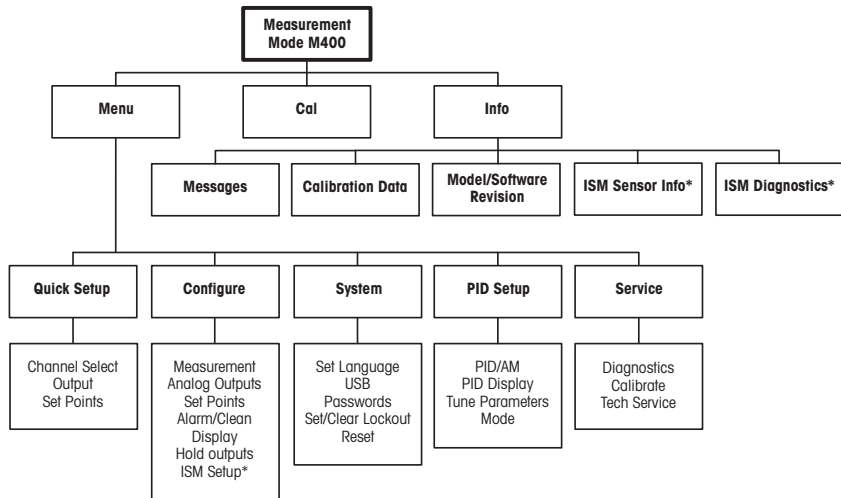 Measurement
Mode M400
Menu
Cal
Info
Messages
Calibration Data
Model/Software
Revision
ISM Sensor Info*
ISM Diagnostics*
Quick Setup
Configure
System
PID Setup
Service
Channel Select
Output
Set Points
Measurement
Analog Outputs
Set Points
Alarm/Clean
Display
Hold outputs
ISM Setup*
Set Language
USB
Passwords
Set/Clear Lockout
Reset
PID/AM
PID Display
Tune Parameters
Mode
Diagnostics
Calibrate
Tech Service